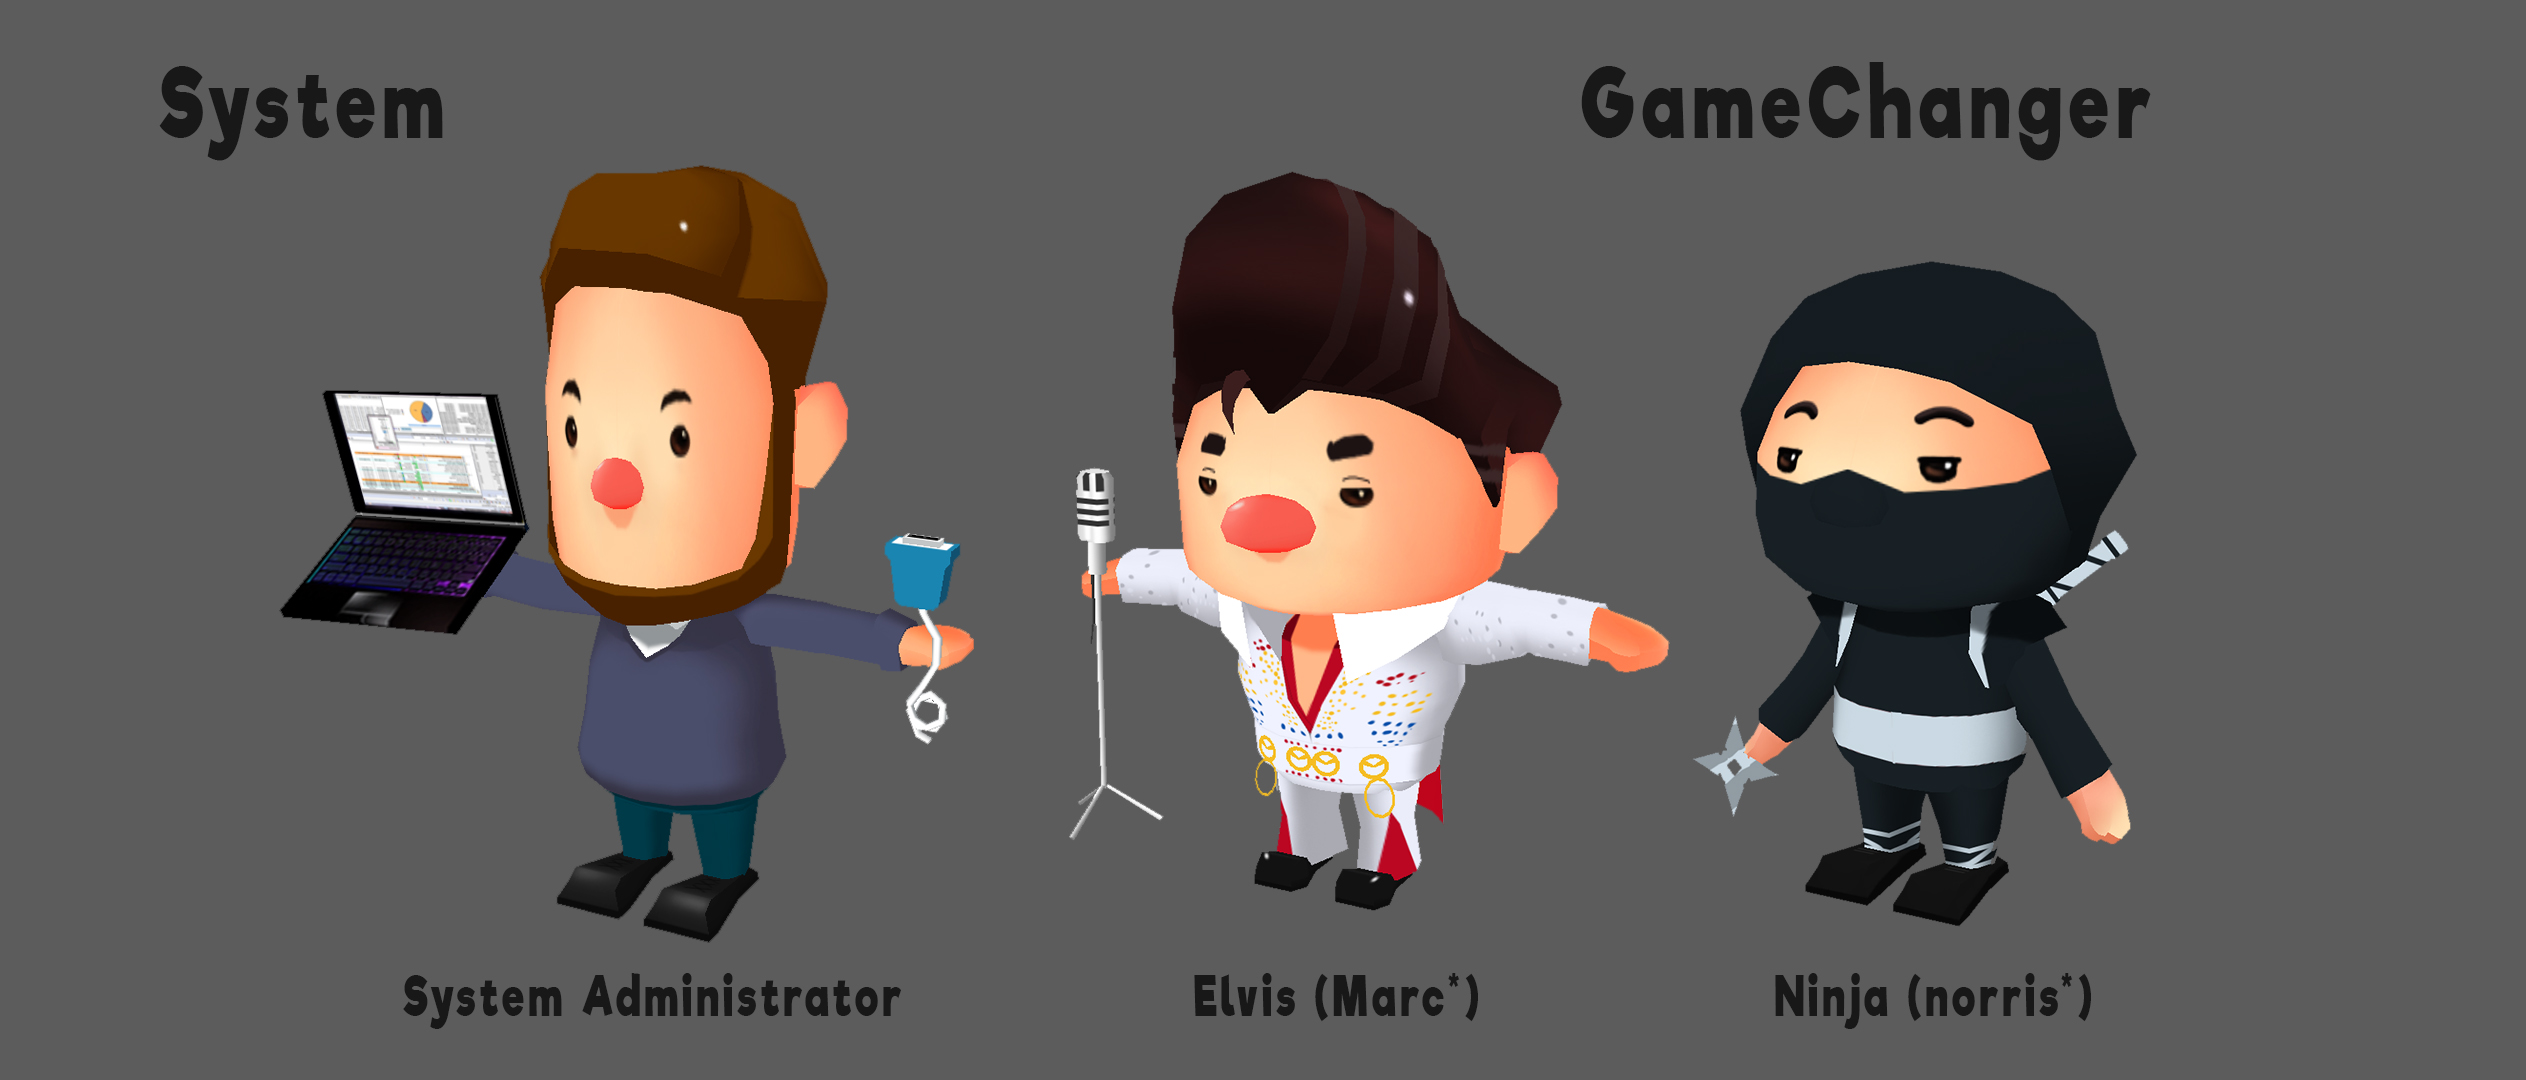 System
GameChanger
System Administrator
Elvis (Marc*)
Ninja (norris*)